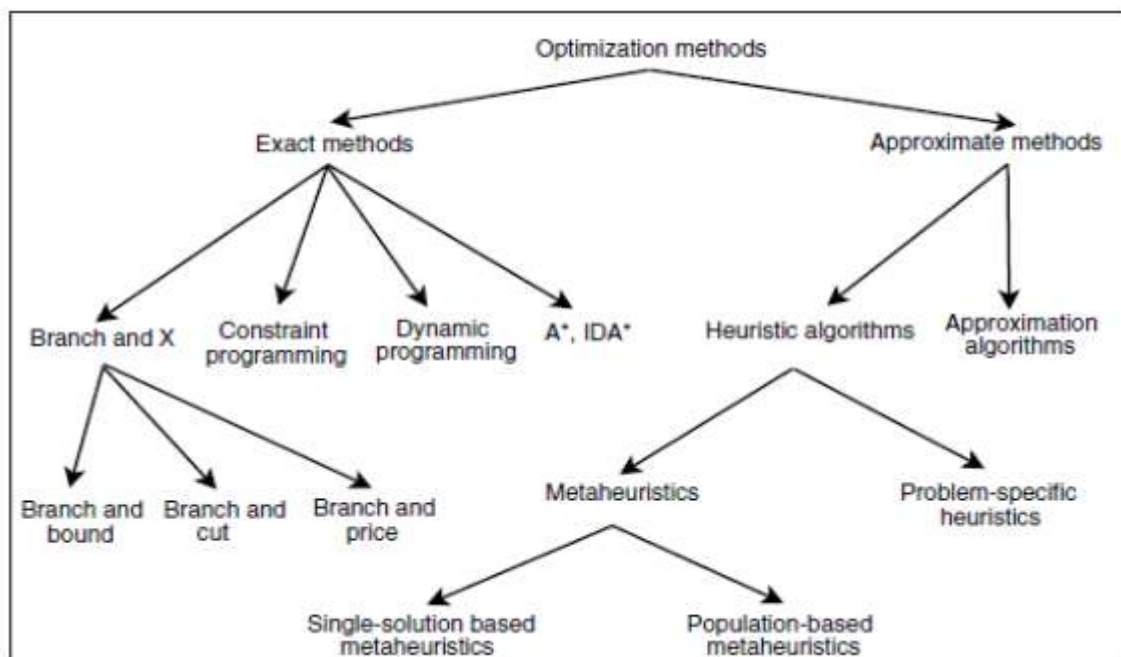 Optimization methods
Exact methods
Approximate methods
Branch and X
Constraint
programming
Dynamic
programming
A*, IDA*
Heuristic algorithms
Approximation
algorithms
Branch and
bound
Branch and
cut
Branch and
price
Metaheuristics
Problem-specific
heuristics
Single-solution based
metaheuristics
Population-based
metaheuristics